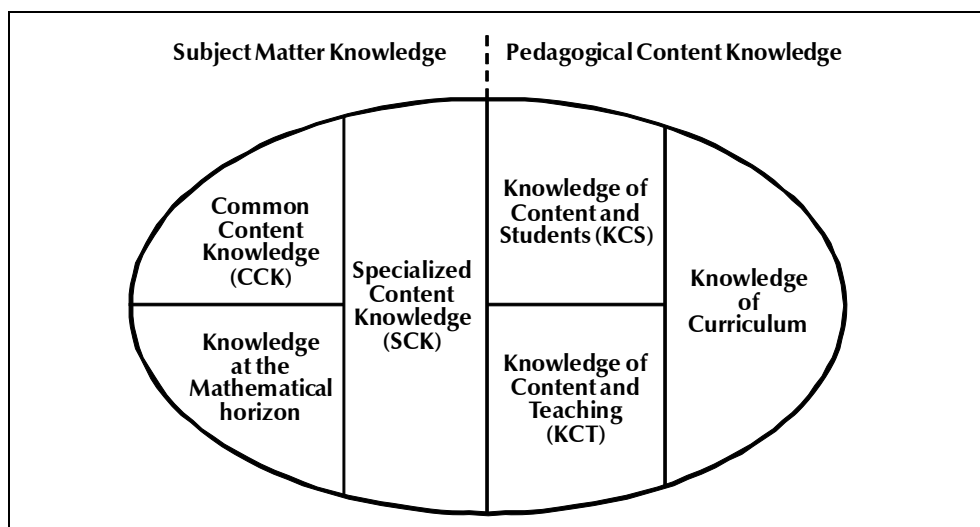 Subject Matter Knowledge
Pedagogical Content Knowledge
Common
Content
Knowledge
(CCK)
Knowledge
at the
Mathematical
horizon
Specialized
Content
Knowledge
(SCK)
Knowledge of
Content and
Students (KCS)
Knowledge of
Content and
Teaching
(KCT)
Knowledge
of
Curriculum